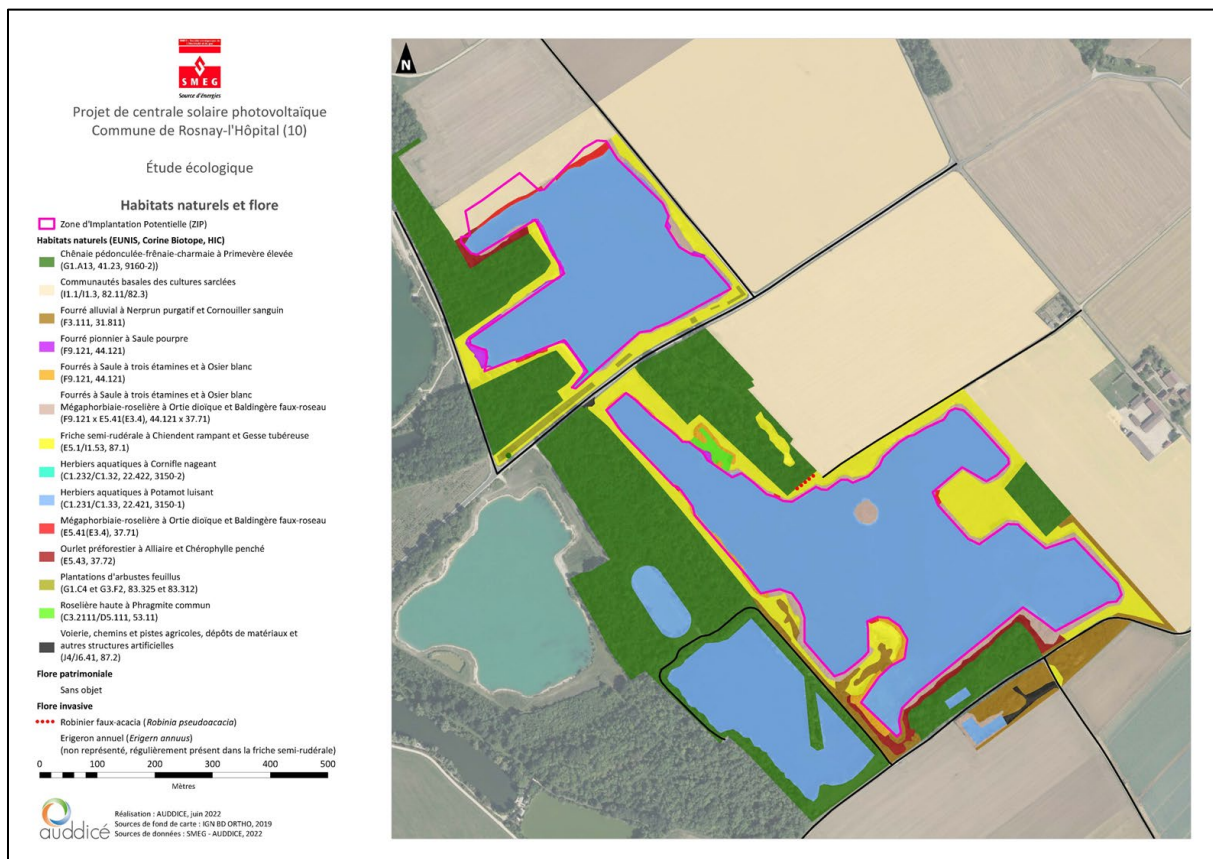 SMEG
Source d'énergies
Projet de centrale solaire photovoltaïque
Commune de Rosnay-l'Hôpital (10)
Étude écologique
Habitats naturels et flore
Zone d'Implantation Potentielle (ZIP)
Habitats naturels (EUNIS, Corine Biotope, HIC)
Chênaie pédonculée-frênaie-charmaie à Primevère élevée
(G1.A13, 41.23, 9160-2))
Communautés basales des cultures sarclées
(I1.1/I1.3, 82.11/82.3)
Fourré alluvial à Nerprun purgatif et Cornouiller sanguin
(F3.111, 31.811)
Fourré pionnier à Saule pourpre
(F9.121, 44.121)
Fourrés à Saule à trois étamines et à Osier blanc
(F9.121, 44.121)
Fourrés à Saule à trois étamines et à Osier blanc
Mégaphorbiaie-roselière à Ortie dioïque et Baldingère faux-roseau
(F9.121 x E5.41(E3.4), 44.121 x 37.71)
Friche semi-rudérale à Chiendent rampant et Gesse tubéreuse
(E5.1/I1.53, 87.1)
Herbiers aquatiques à Cornifle nageant
(C1.232/C1.32, 22.422, 3150-2)
Herbiers aquatiques à Potamot luisant
(C1.231/C1.33, 22.421, 3150-1)
Mégaphorbiaie-roselière à Ortie dioïque et Baldingère faux-roseau
(E5.41(E3.4), 37.71)
Ourlet préforestier à Alliaire et Chérophylle penché
(E5.43, 37.72)
Plantations d'arbustes feuillus
(G1.C4 et G3.F2, 83.325 et 83.312)
Roselière haute à Phragmite commun
(C3.2111/D5.111, 53.11)
Voierie, chemins et pistes agricoles, dépôts de matériaux et
autres structures artificielles
(J4/J6.41, 87.2)
Flore patrimoniale
Sans objet
Flore invasive
Robinier faux-acacia (Robinia pseudoacacia)
Erigeron annuel (Erigern annuus)
(non représenté, régulièrement présent dans la friche semi-rudérale)
0 100 200 300 400 500
Mètres
auddicé
Réalisation : AUDDICE, juin 2022
Sources de fond de carte : IGN BD ORTHO, 2019
Sources de données : SMEG - AUDDICE, 2022
N